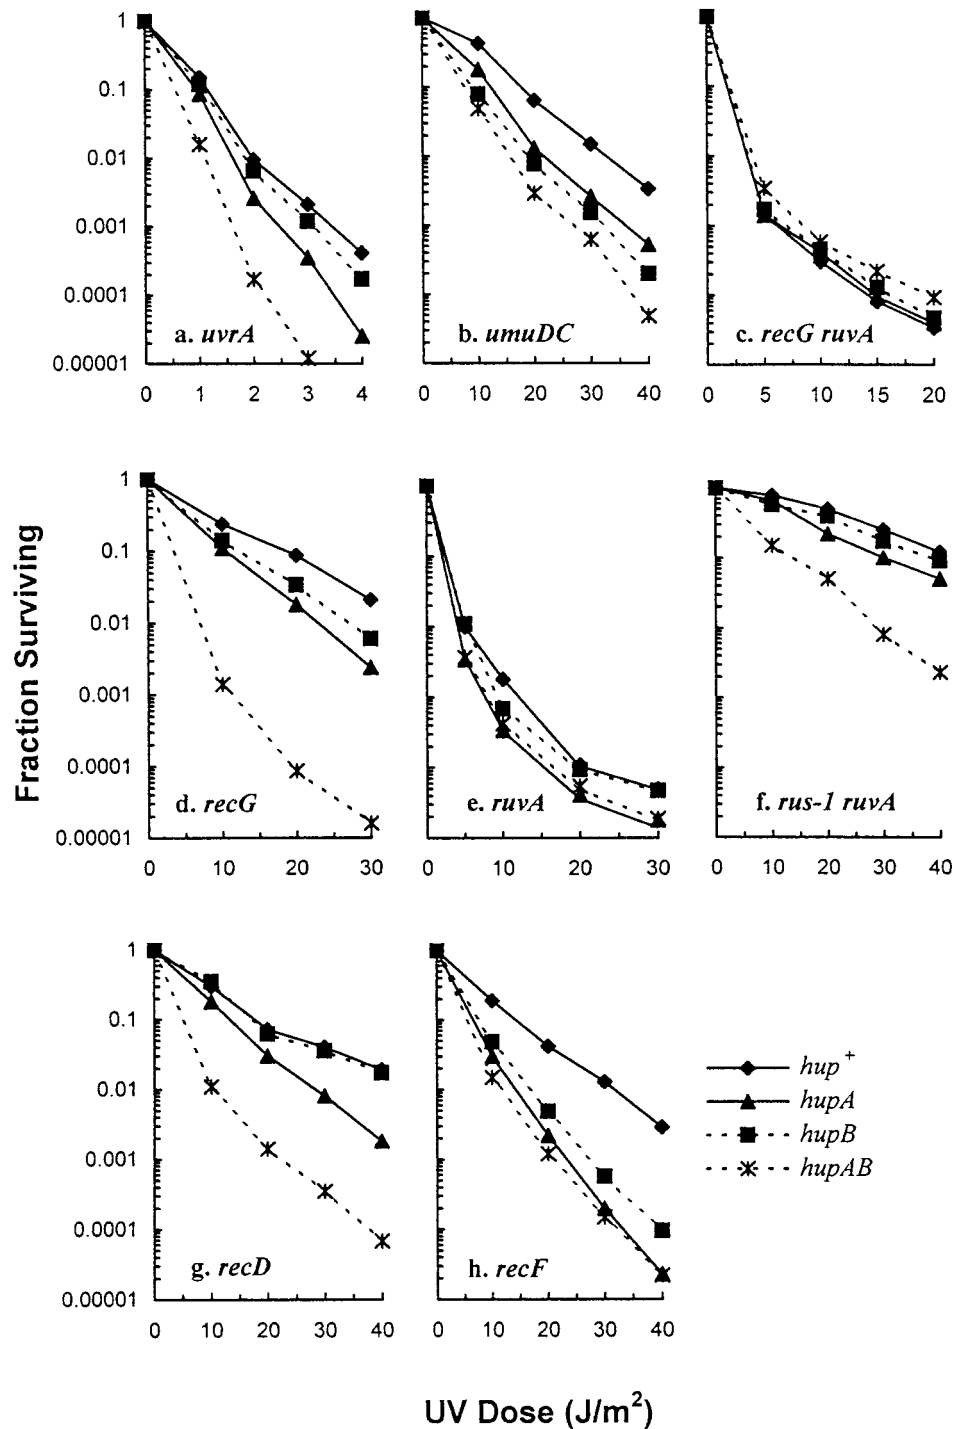 1
0.1
0.01
0.001
0.0001
0.00001
a. uvrA
0 1 2 3 4
b. umuDC
0 10 20 30 40
c. recG ruvA
0 5 10 15 20
Fraction Surviving
1
0.1
0.01
0.001
0.0001
0.00001
d. recG
0 10 20 30
e. ruvA
0 10 20 30
f. rus-1 ruvA
0 10 20 30 40
1
0.1
0.01
0.001
0.0001
0.00001
g. recD
0 10 20 30 40
h. recF
0 10 20 30 40
hup+
hupA
hupB
hupAB
UV Dose (J/m2)